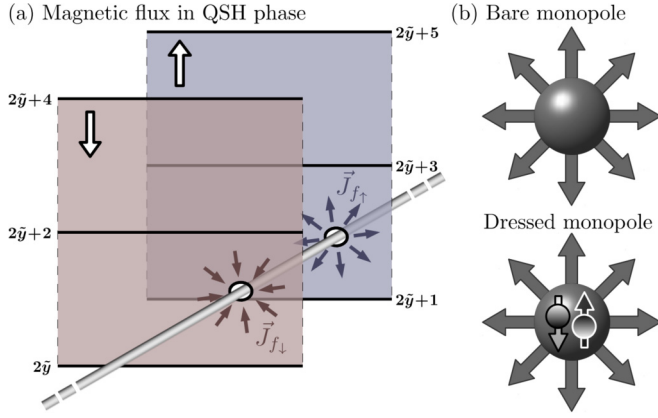 (a) Magnetic flux in QSH phase
(b) Bare monopole
2ỹ+5
2ỹ+4
2ỹ+3
J⃗_{f↑}
Dressed monopole
2ỹ+2
2ỹ+1
J⃗_{f↓}
2ỹ